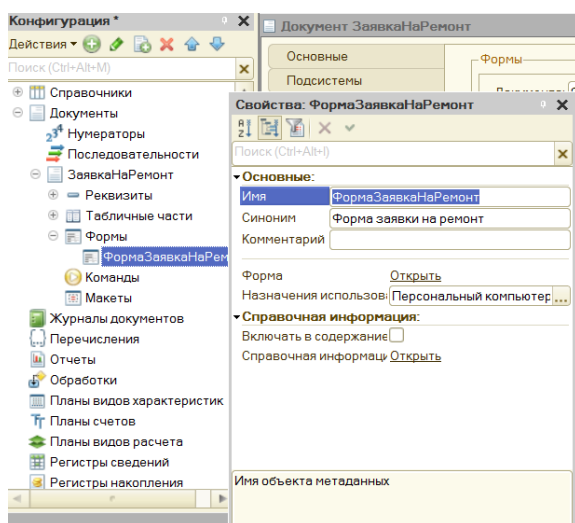 Конфигурация *
Действия
Поиск (Ctrl+Alt+M)
Справочники
Документы
Нумераторы
Последовательности
ЗаявкаНаРемонт
Реквизиты
Табличные части
Формы
ФормаЗаявкаНаРем
Команды
Макеты
Журналы документов
Перечисления
Отчеты
Обработки
Планы видов характеристик
Планы счетов
Планы видов расчета
Регистры сведений
Регистры накопления
Документ ЗаявкаНаРемонт
Основные
Подсистемы
Формы
Свойства: ФормаЗаявкаНаРемонт
Поиск (Ctrl+Alt+I)
Основные:
Имя ФормаЗаявкаНаРемонт
Синоним Форма заявки на ремонт
Комментарий
Форма Открыть
Назначения использов Персональный компьютер ...
Справочная информация:
Включать в содержание
Справочная информаци Открыть
Имя объекта метаданных